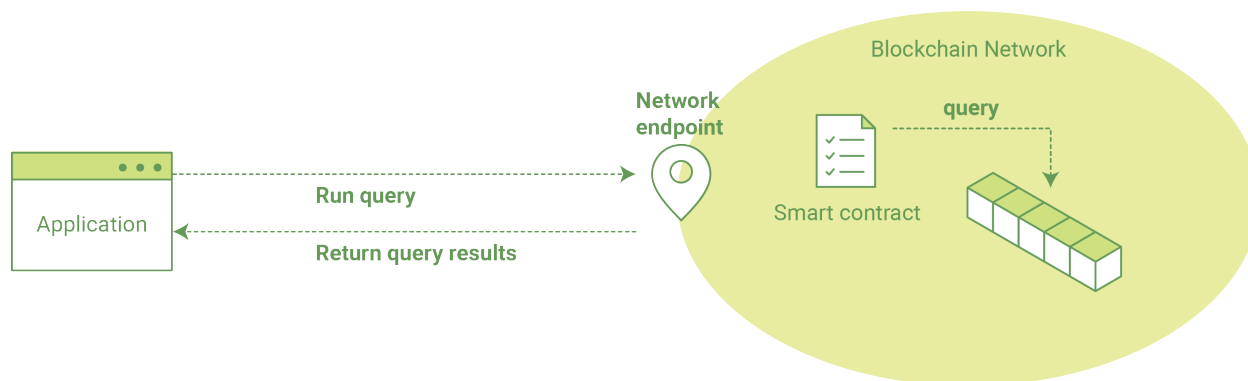 Blockchain Network
Network
endpoint
query
Run query
Application
Smart contract
Return query results